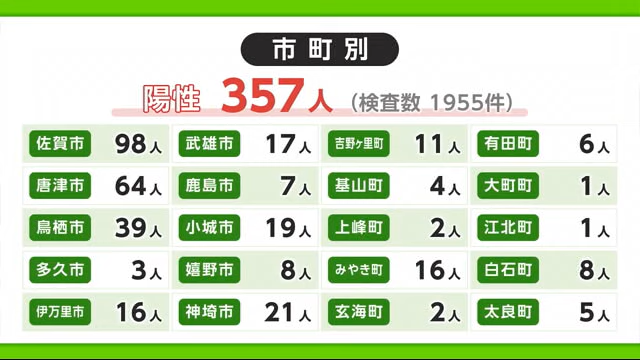 市町別
陽性 357人 (検査数 1955件)
佐賀市 98人 武雄市 17人 吉野ヶ里町 11人 有田町 6人
唐津市 64人 鹿島市 7人 基山町 4人 大町町 1人
鳥栖市 39人 小城市 19人 上峰町 2人 江北町 1人
多久市 3人 嬉野市 8人 みやき町 16人 白石町 8人
伊万里市 16人 神埼市 21人 玄海町 2人 太良町 5人